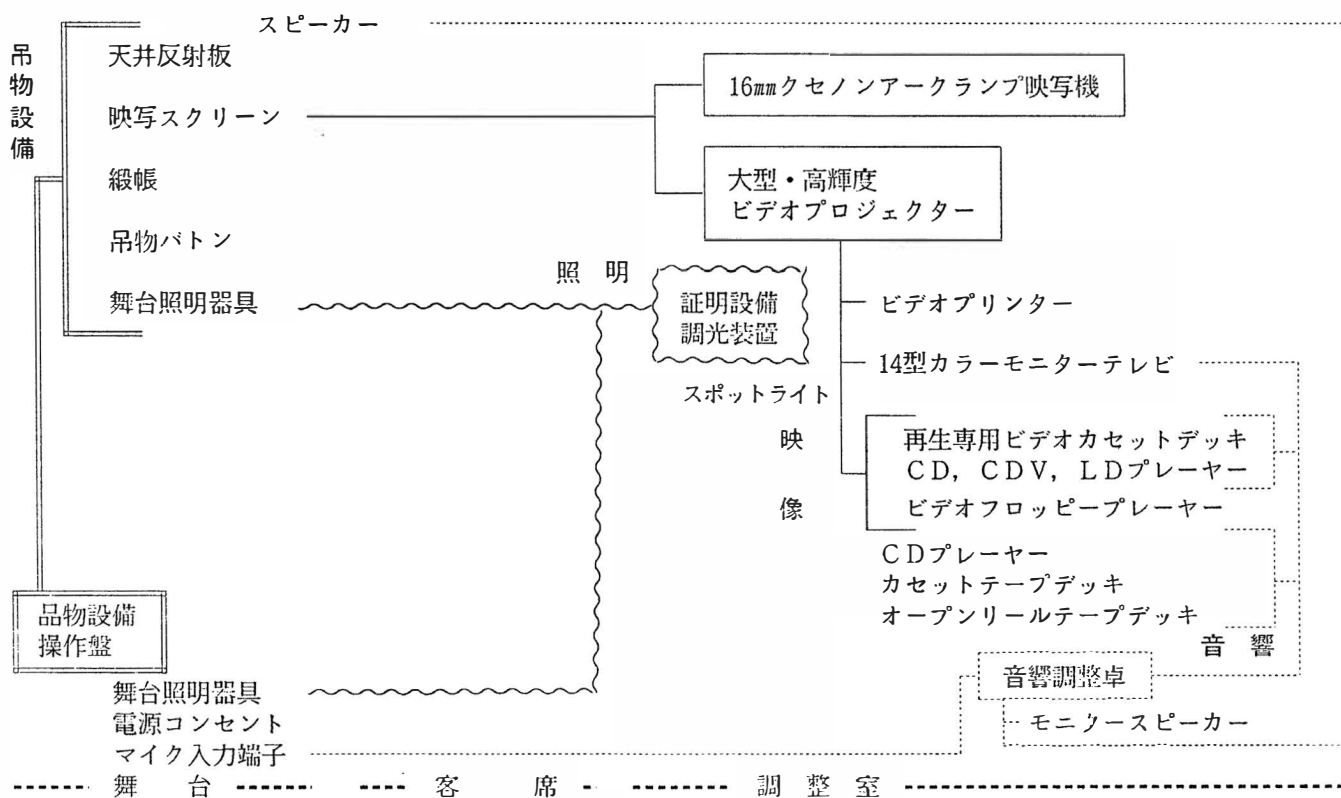 スピーカー
吊物設備
天井反射板
映写スクリーン
緞帳
吊物バトン
舞台照明器具
16㎜クセノンアークランプ映写機
大型・高輝度
ビデオプロジェクター
照 明
証明設備
調光装置
スポットライト
ビデオプリンター
14型カラーモニターテレビ
映像
再生専用ビデオカセットデッキ
CD，CDV，LDプレーヤー
ビデオフロッピープレーヤー
CDプレーヤー
カセットテープデッキ
オープンリールテープデッキ
音 響
品物設備
操作盤
舞台照明器具
電源コンセント
マイク入力端子
音響調整卓
モニタースピーカー
舞 台
客 席
調 整 室